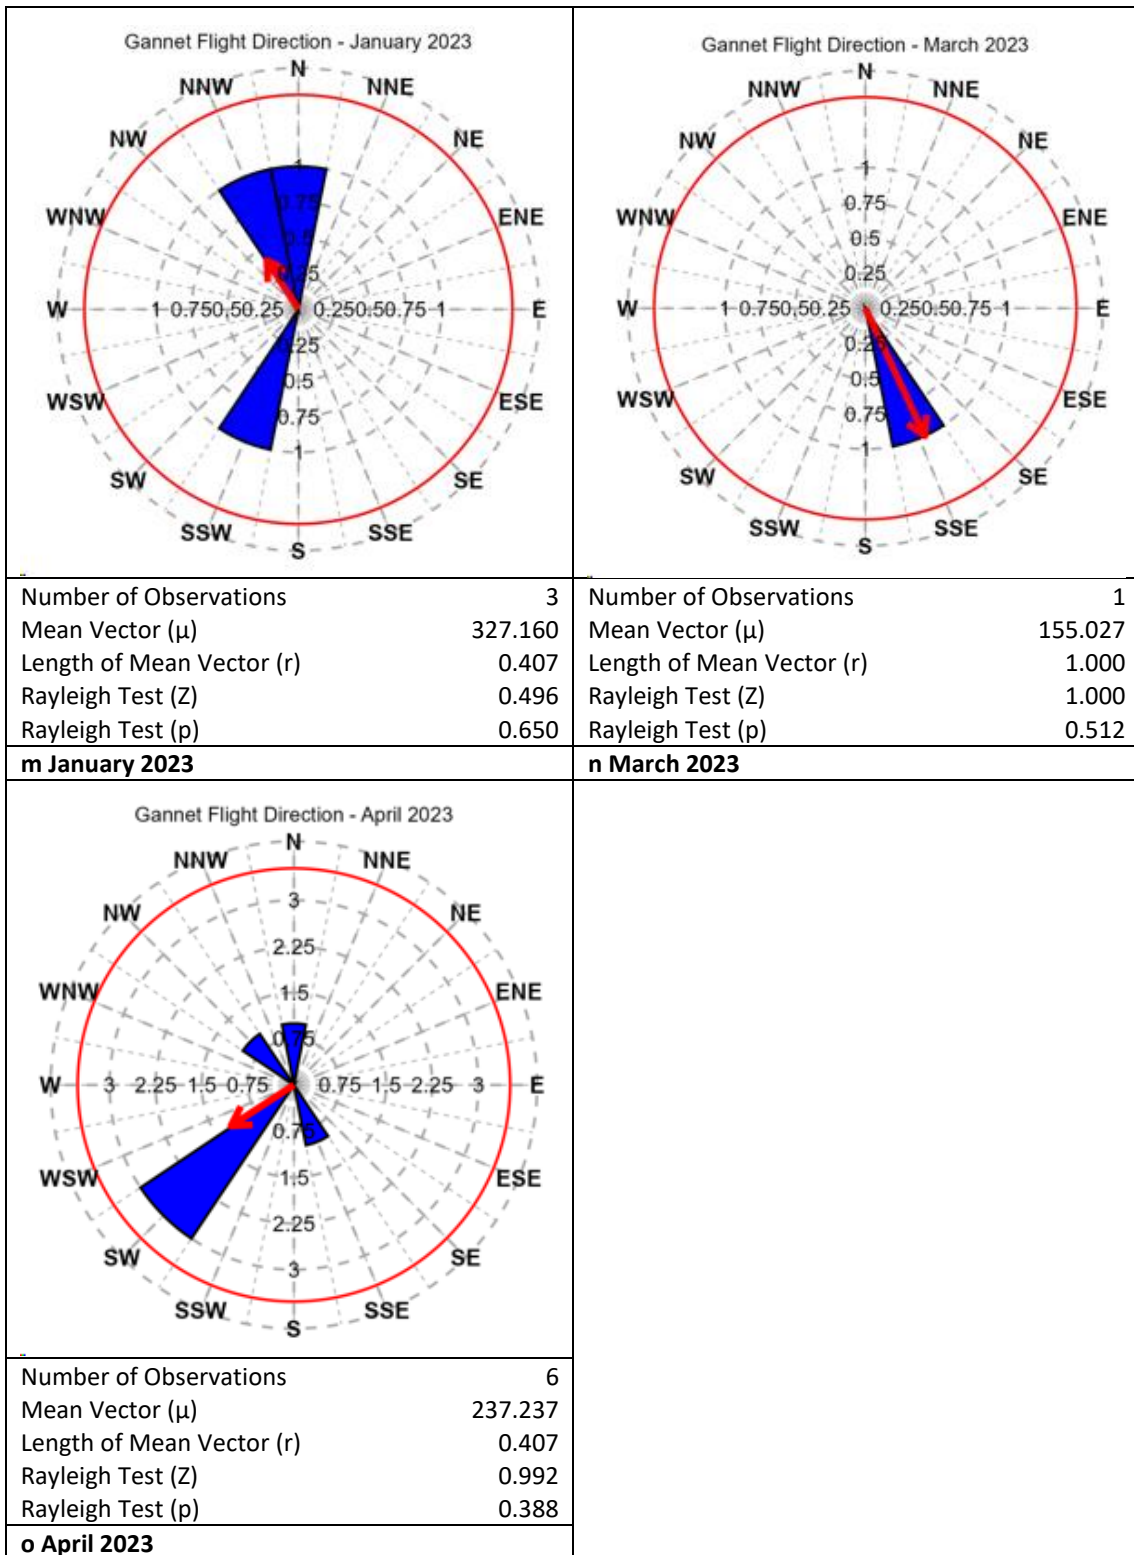 Gannet Flight Direction - January 2023
N
NNW NNE
NW NE
1
0.75
WNW ENE
0.5
0.25
W 1 0.75 0.5 0.25 0.25 0.5 0.75 1 E
0.25
0.5
WSW ESE
0.75
1
SW SE
SSW SSE
S
Number of Observations 3
Mean Vector (µ) 327.160
Length of Mean Vector (r) 0.407
Rayleigh Test (Z) 0.496
Rayleigh Test (p) 0.650
m January 2023
Gannet Flight Direction - March 2023
N
NNW NNE
NW NE
1
0.75
WNW ENE
0.5
0.25
W 1 0.75 0.5 0.25 0.25 0.5 0.75 1 E
0.25
0.5
WSW ESE
0.75
1
SW SE
SSW SSE
S
Number of Observations 1
Mean Vector (µ) 155.027
Length of Mean Vector (r) 1.000
Rayleigh Test (Z) 1.000
Rayleigh Test (p) 0.512
n March 2023
Gannet Flight Direction - April 2023
N
NNW NNE
3
NW NE
2.25
WNW 1.5 ENE
0.75
W 3 2.25 1.5 0.75 0.75 1.5 2.25 3 E
0.75
WSW 1.5 ESE
2.25
SW SE
3
SSW SSE
S
Number of Observations 6
Mean Vector (µ) 237.237
Length of Mean Vector (r) 0.407
Rayleigh Test (Z) 0.992
Rayleigh Test (p) 0.388
o April 2023